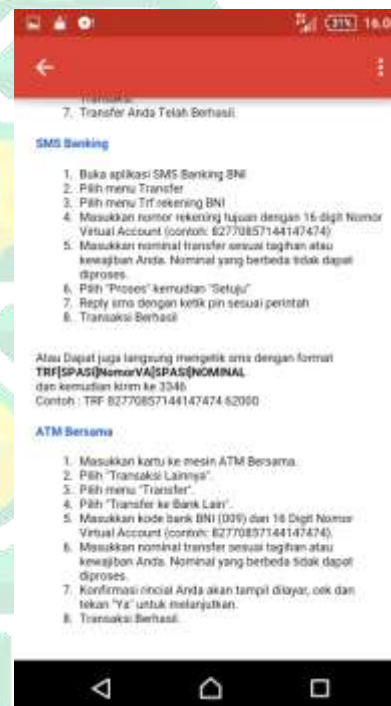 31% 16.0
7. Transfer Anda Telah Berhasil.
SMS Banking
1. Buka aplikasi SMS Banking BNI
2. Pilih menu Transfer
3. Pilih menu Trf rekening BNI
4. Masukkan nomor rekening tujuan dengan 16 digit Nomor
Virtual Account (contoh: 82770857144147474)
5. Masukkan nominal transfer sesuai tagihan atau
kewajiban Anda. Nominal yang berbeda tidak dapat
diproses.
6. Pilih "Proses" kemudian "Setuju"
7. Reply sms dengan ketik pin sesuai perintah
8. Transaksi Berhasil
Atau Dapat juga langsung mengetik sms dengan format
TRF[SPASI]NomorVA[SPASI]NOMINAL
dan kemudian kirim ke 3346
Contoh : TRF 82770857144147474 62000
ATM Bersama
1. Masukkan kartu ke mesin ATM Bersama.
2. Pilih "Transaksi Lainnya".
3. Pilih menu "Transfer".
4. Pilih "Transfer ke Bank Lain".
5. Masukkan kode bank BNI (009) dan 16 Digit Nomor
Virtual Account (contoh: 82770857144147474).
6. Masukkan nominal transfer sesuai tagihan atau
kewajiban Anda. Nominal yang berbeda tidak dapat
diproses.
7. Konfirmasi rincial Anda akan tampil dilayar, cek dan
tekan "Ya" untuk melanjutkan.
8. Transaksi Berhasil.